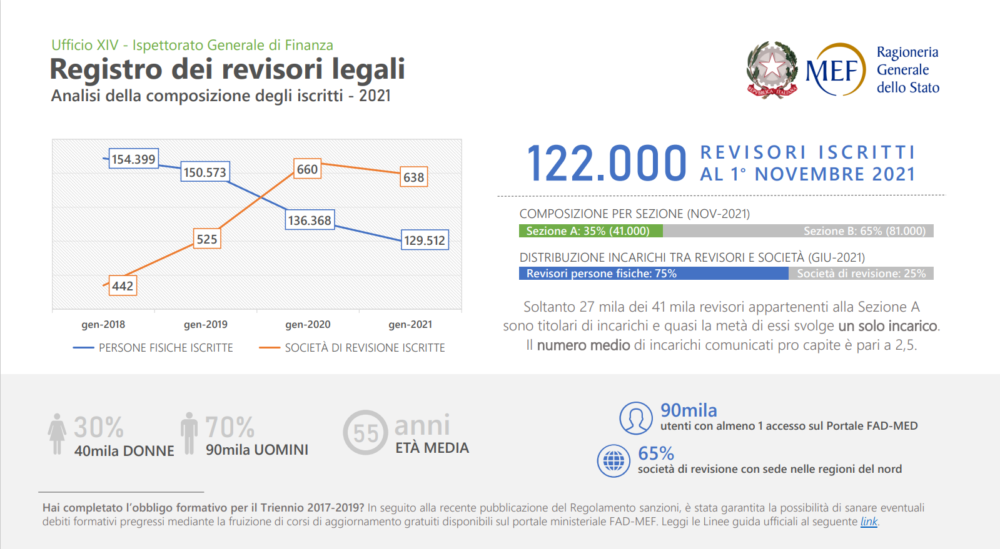 Ufficio XIV - Ispettorato Generale di Finanza
Registro dei revisori legali
Analisi della composizione degli iscritti - 2021
REPVBBLICA ITALIANA
MEF
Ragioneria
Generale
dello Stato
154.399
150.573
136.368
129.512
442
525
660
638
gen-2018
gen-2019
gen-2020
gen-2021
PERSONE FISICHE ISCRITTE
SOCIETÀ DI REVISIONE ISCRITTE
122.000
REVISORI ISCRITTI
AL 1° NOVEMBRE 2021
COMPOSIZIONE PER SEZIONE (NOV-2021)
Sezione A: 35% (41.000)
Sezione B: 65% (81.000)
DISTRIBUZIONE INCARICHI TRA REVISORI E SOCIETÀ (GIU-2021)
Revisori persone fisiche: 75%
Società di revisione: 25%
Soltanto 27 mila dei 41 mila revisori appartenenti alla Sezione A
sono titolari di incarichi e quasi la metà di essi svolge un solo incarico.
Il numero medio di incarichi comunicati pro capite è pari a 2,5.
30%
40mila DONNE
70%
90mila UOMINI
55
anni
ETÀ MEDIA
90mila
utenti con almeno 1 accesso sul Portale FAD-MED
65%
società di revisione con sede nelle regioni del nord
Hai completato l'obbligo formativo per il Triennio 2017-2019? In seguito alla recente pubblicazione del Regolamento sanzioni, è stata garantita la possibilità di sanare eventuali
debiti formativi pregressi mediante la fruizione di corsi di aggiornamento gratuiti disponibili sul portale ministeriale FAD-MEF. Leggi le Linee guida ufficiali al seguente link.